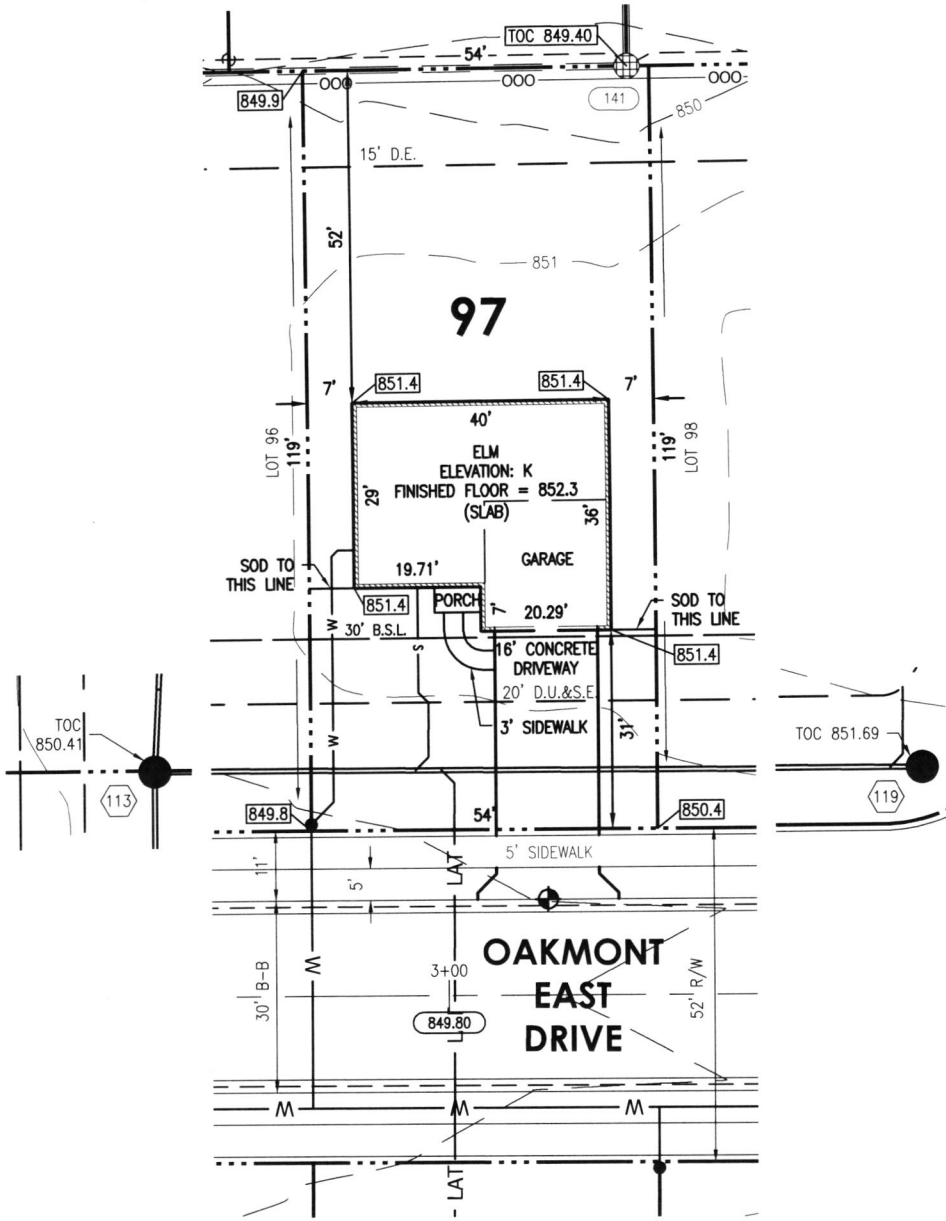 TOC 849.40
54'
OOO
OOO
OOO
849.9
141
850
15' D.E.
52'
851
97
7'
851.4
851.4
7'
40'
LOT 96
119'
119'
LOT 98
ELM
ELEVATION: K
FINISHED FLOOR = 852.3
(SLAB)
29'
36'
GARAGE
SOD TO
THIS LINE
19.71'
851.4
PORCH
7'
20.29'
SOD TO
THIS LINE
W
30' B.S.L.
S
16' CONCRETE
DRIVEWAY
851.4
20' D.U.&S.E.
3' SIDEWALK
31'
W
TOC
850.41
TOC 851.69
113
119
849.8
54'
850.4
11'
5'
LAT
5' SIDEWALK
W
30' B-B
3+00
849.80
LAT
OAKMONT
EAST
DRIVE
52' R/W
W
W
W
LAT